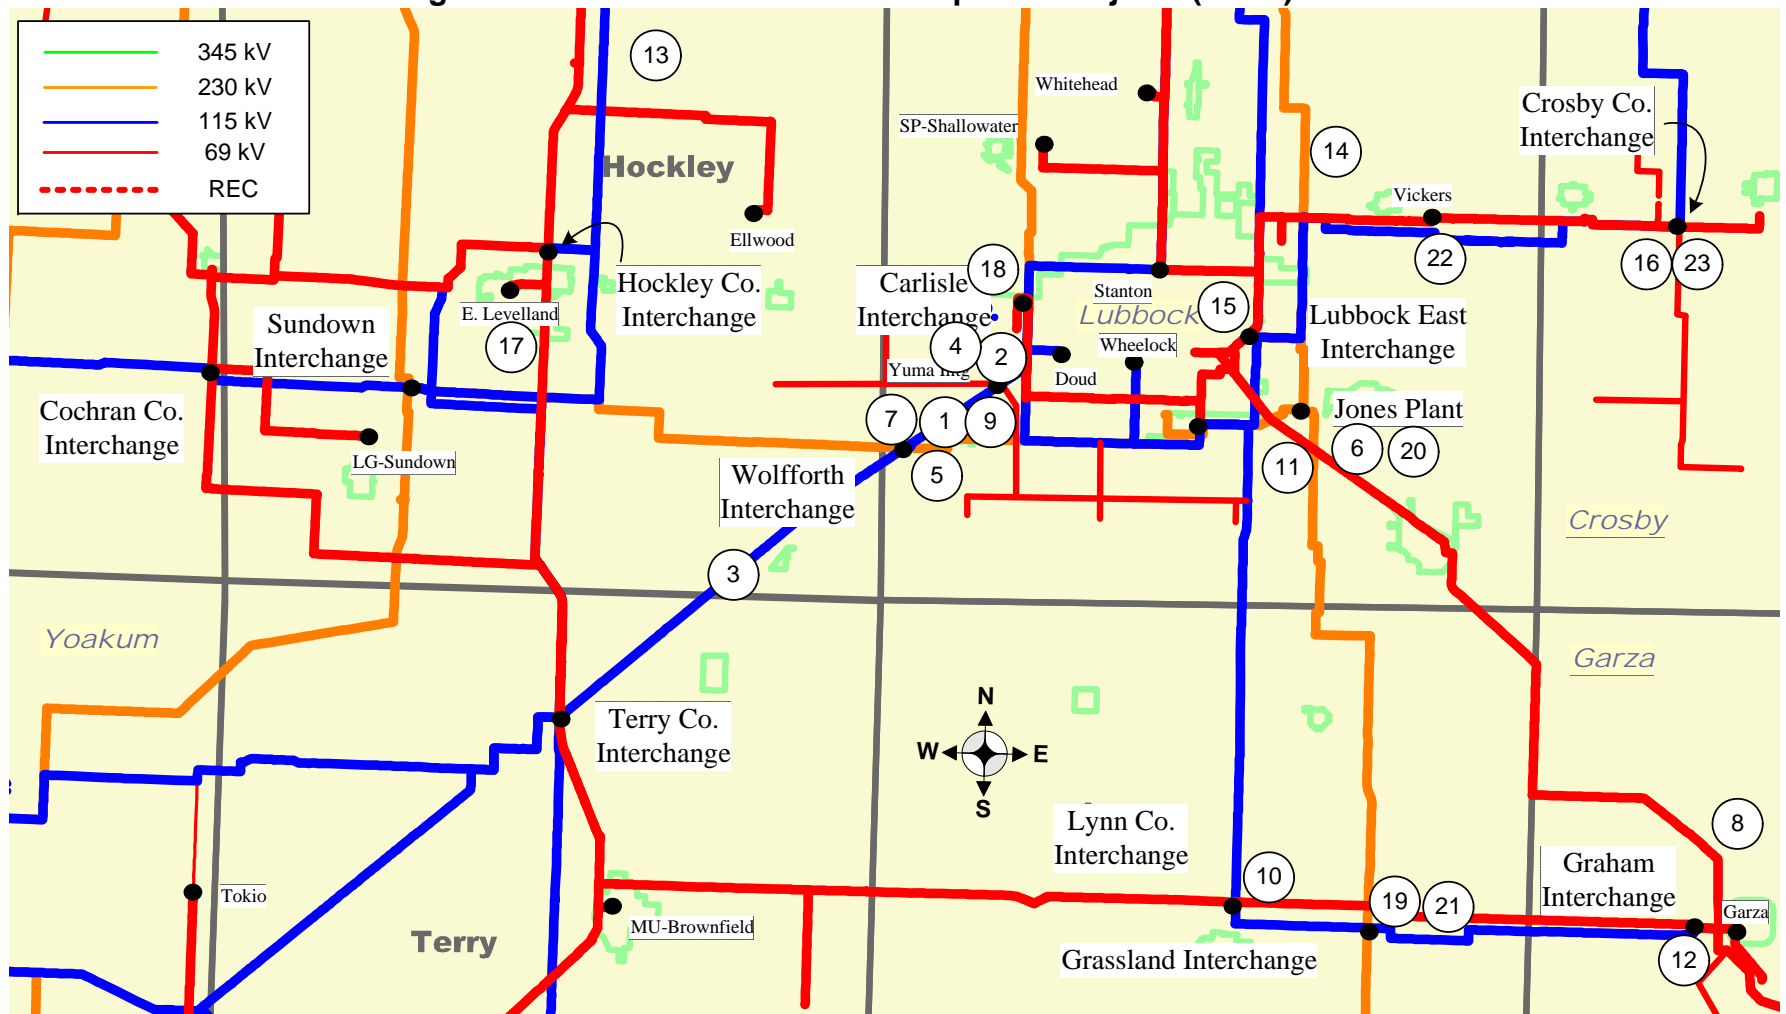 345 kV
230 kV
115 kV
69 kV
REC
13
Whitehead
SP-Shallowater
Crosby Co.
Interchange
14
Hockley
Vickers
Ellwood
22
16
23
Hockley Co.
Interchange
E. Levelland
17
Carlisle
Interchange
18
Stanton
Lubbock
15
Wheelock
Lubbock East
Interchange
Sundown
Interchange
4
2
Yuma
Doud
Cochran Co.
Interchange
LG-Sundown
7
1
9
5
Jones Plant
6
20
11
Wolfforth
Interchange
Crosby
3
Yoakum
Garza
Terry Co.
Interchange
N
W
E
S
Lynn Co.
Interchange
8
Graham
Interchange
10
19
21
Garza
Tokio
MU-Brownfield
Terry
Grassland Interchange
12